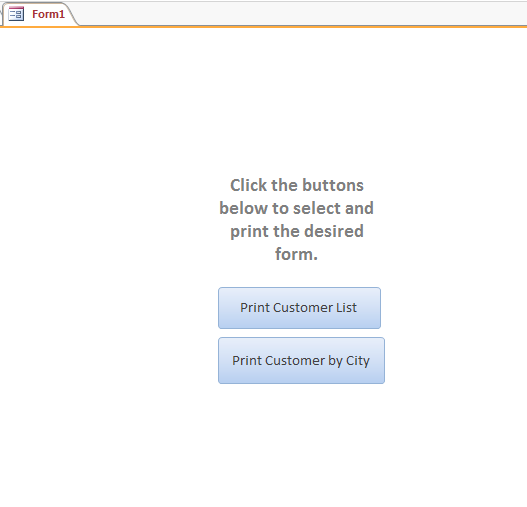 Form1
Click the buttons
below to select and
print the desired
form.
Print Customer List
Print Customer by City